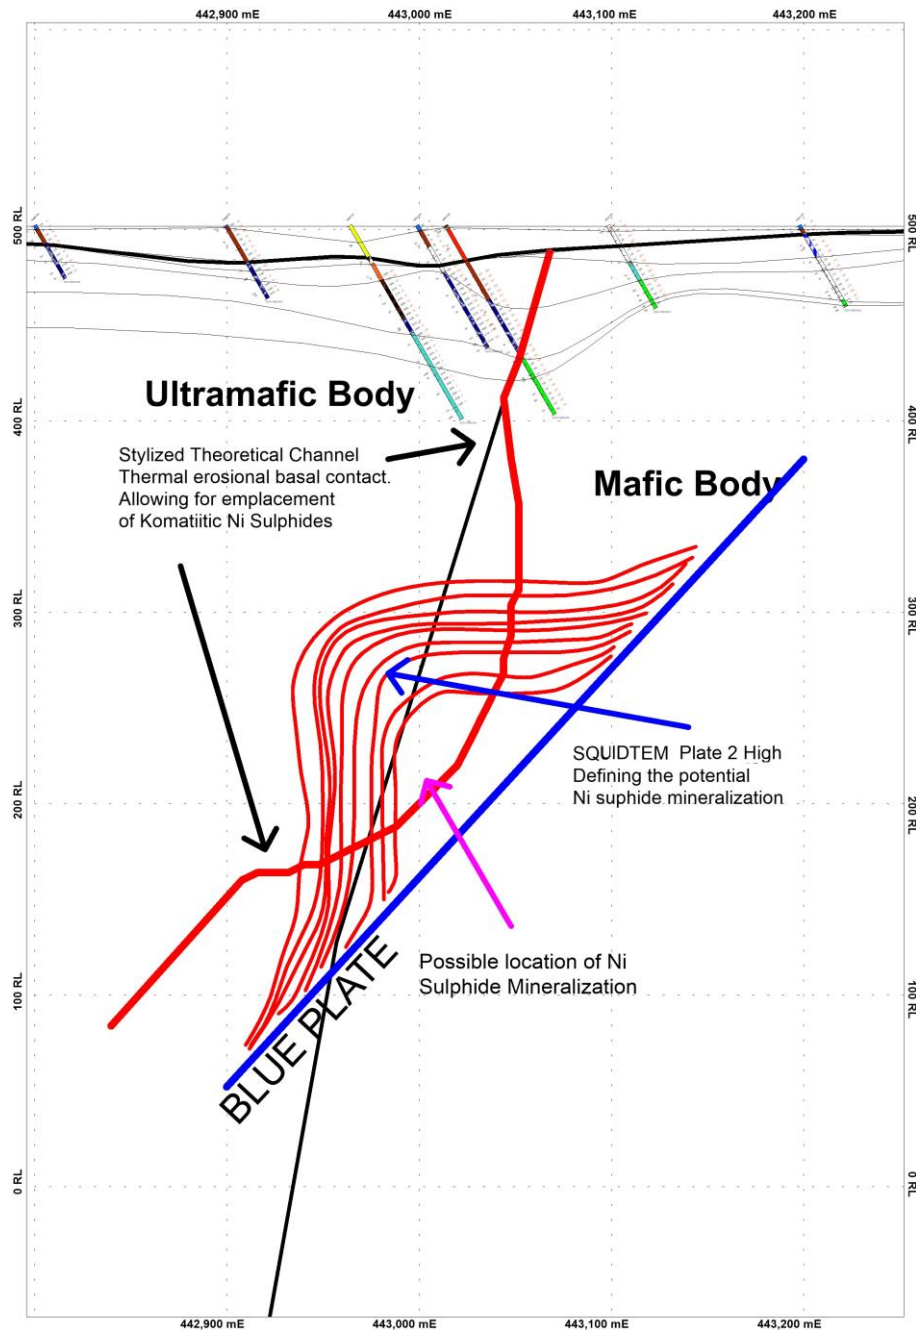 442,900 mE
443,000 mE
443,100 mE
443,200 mE
500 RL
500 RL
Ultramafic Body
400 RL
400 RL
Stylized Theoretical Channel
Thermal erosional basal contact.
Allowing for emplacement
of Komatiitic Ni Sulphides
Mafic Body
300 RL
300 RL
SQUIDTEM Plate 2 High
Defining the potential
Ni suphide mineralization
200 RL
200 RL
Possible location of Ni
Sulphide Mineralization
BLUE PLATE
100 RL
100 RL
0 RL
0 RL
442,900 mE
443,000 mE
443,100 mE
443,200 mE